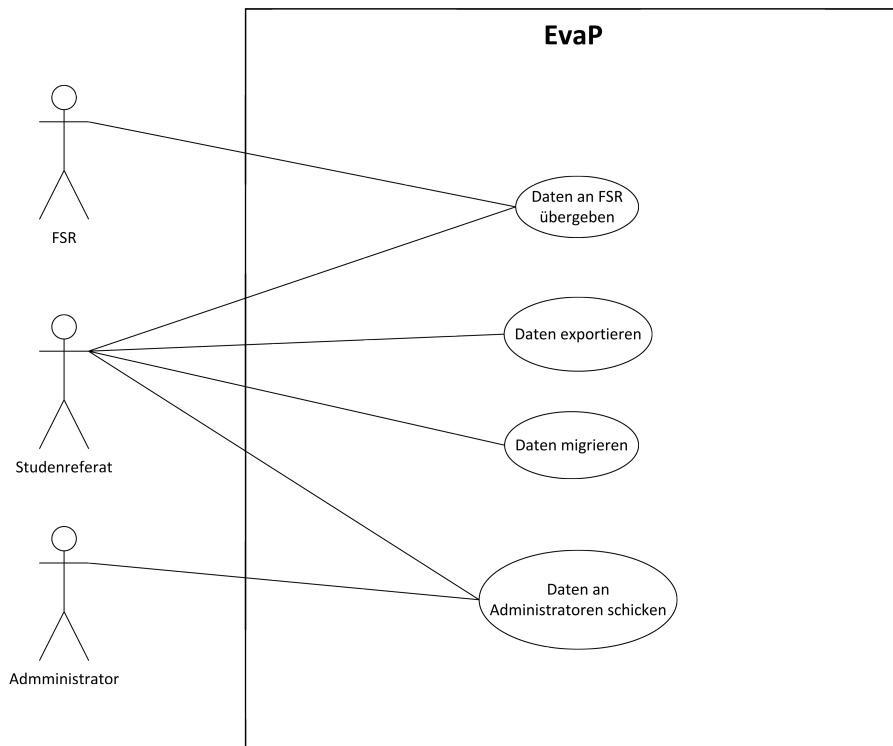 EvaP
Daten an FSR
übergeben
FSR
Daten exportieren
Daten migrieren
Studenreferat
Daten an
Administratoren schicken
Admministrator